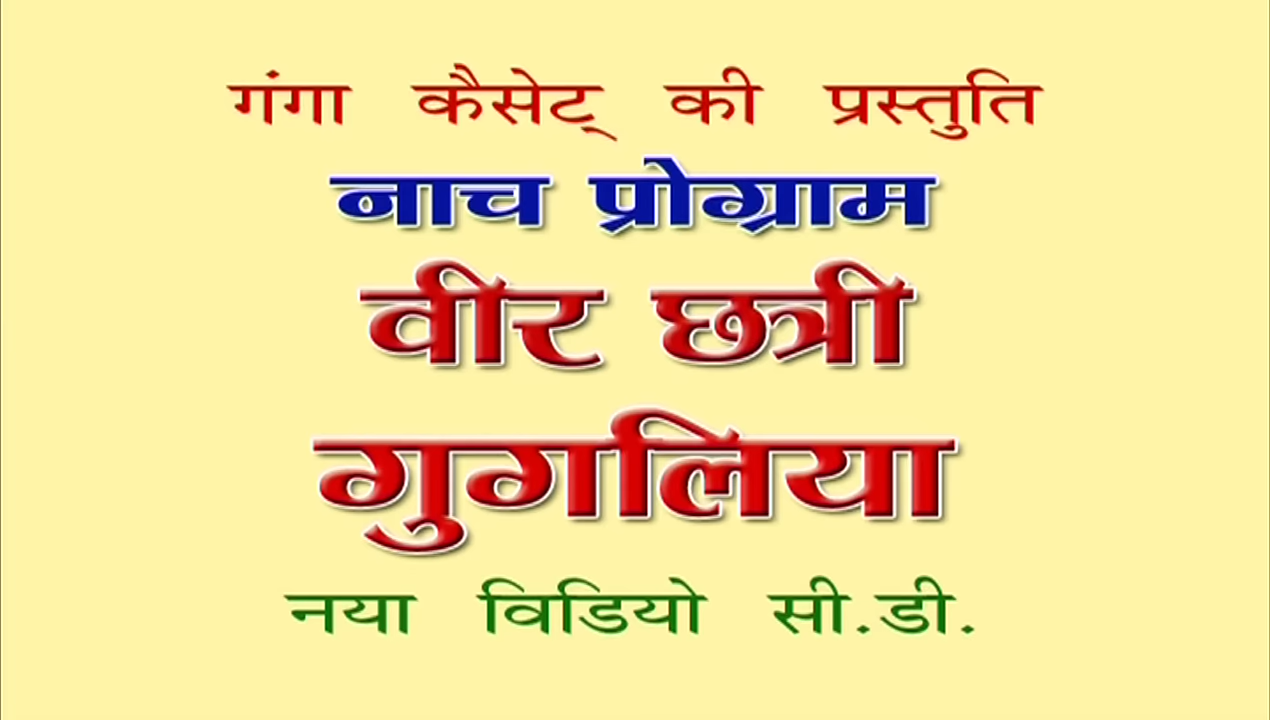 गंगा कैसेट् की प्रस्तुति
नाच प्रोग्राम
वीर छत्री
गुगलिया
नया विडियो सी.डी.